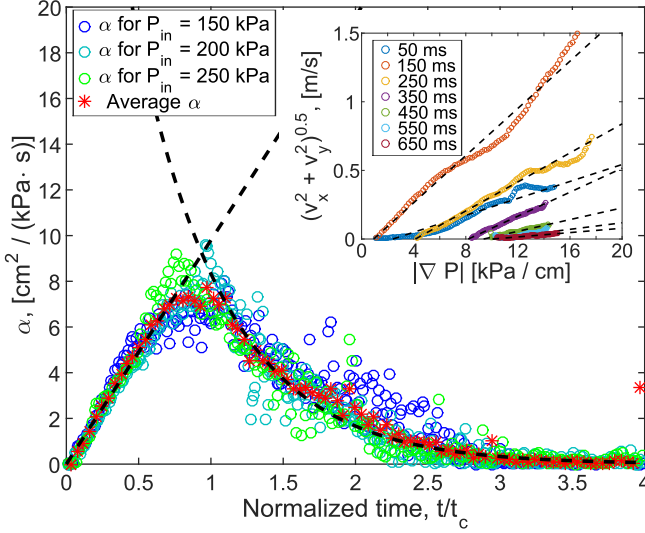 20
18
16
14
12
10
8
6
4
2
0
α, [cm² / (kPa· s)]
α for P_in = 150 kPa
α for P_in = 200 kPa
α for P_in = 250 kPa
Average α
50 ms
150 ms
250 ms
350 ms
450 ms
550 ms
650 ms
1.5
1
0.5
0
(v_x² + v_y²)^0.5, [m/s]
0 4 8 12 16 20
|∇ P| [kPa / cm]
0 0.5 1 1.5 2 2.5 3 3.5 4
Normalized time, t/t_c